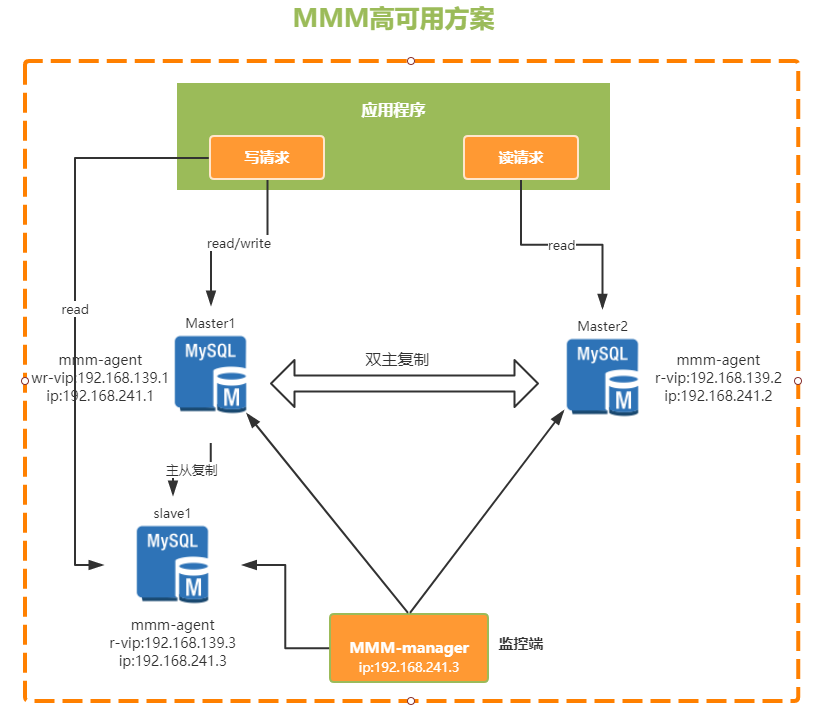 MMM高可用方案
应用程序
写请求
读请求
read/write
read
read
Master1
MySQL
M
mmm-agent
wr-vip:192.168.139.1
ip:192.168.241.1
双主复制
Master2
MySQL
M
mmm-agent
r-vip:192.168.139.2
ip:192.168.241.2
主从复制
slave1
MySQL
M
mmm-agent
r-vip:192.168.139.3
ip:192.168.241.3
MMM-manager
ip:192.168.241.3
监控端